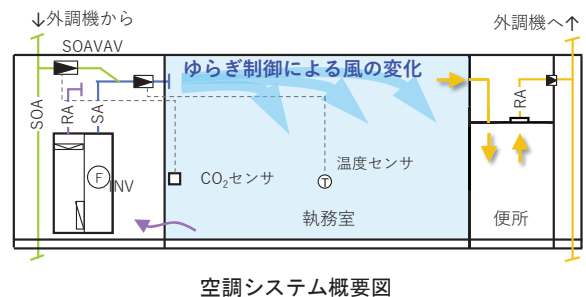 ↓外調機から
外調機へ↑
SOAVAV
ゆらぎ制御による風の変化
SOA
RA
SA
RA
F
INV
CO₂センサ
温度センサ
T
執務室
便所
空調システム概要図